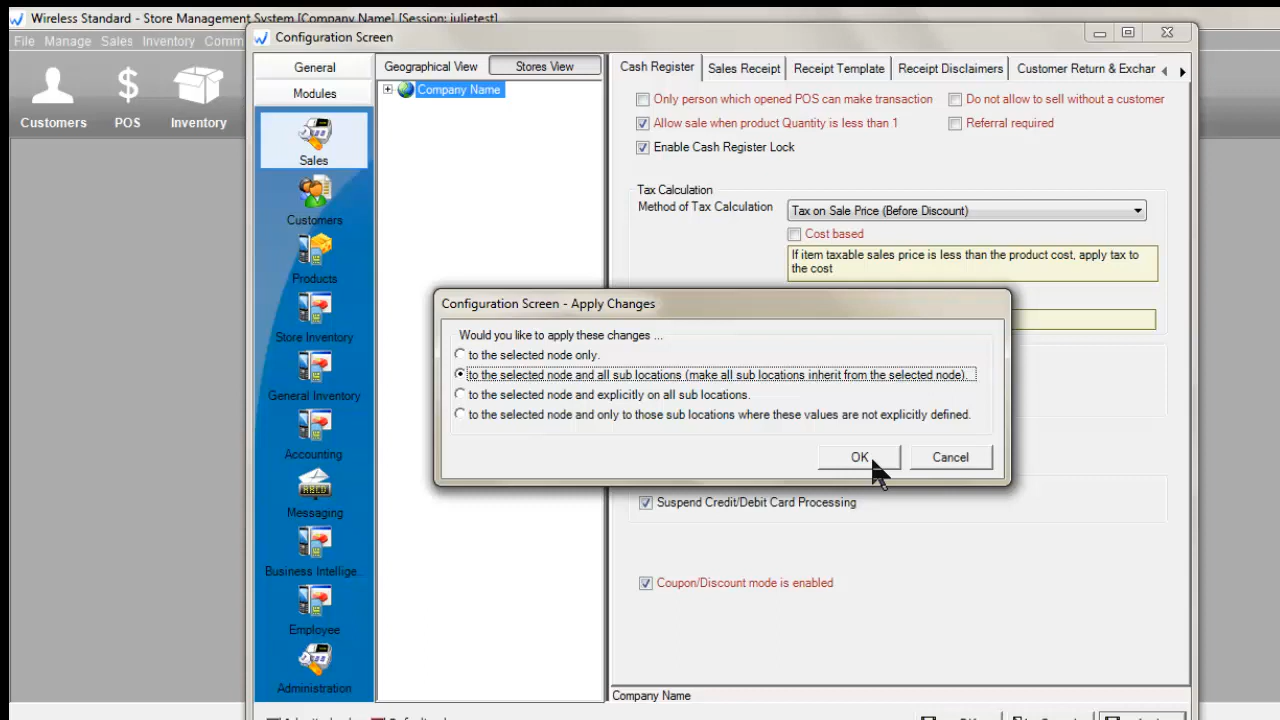 Wireless Standard - Store Management System [Company Name] [Session: julietest]
File Manage Sales Inventory Comm
Configuration Screen
Customers POS Inventory
General
Modules
Sales
Customers
Products
Store Inventory
General Inventory
Accounting
Messaging
Business Intellige..
Employee
Administration
Geographical View Stores View
Company Name
Cash Register Sales Receipt Receipt Template Receipt Disclaimers Customer Return & Exchar
Only person which opened POS can make transaction Do not allow to sell without a customer
Allow sale when product Quantity is less than 1 Referral required
Enable Cash Register Lock
Tax Calculation
Method of Tax Calculation Tax on Sale Price (Before Discount)
Cost based
If item taxable sales price is less than the product cost, apply tax to
the cost
Configuration Screen - Apply Changes
Would you like to apply these changes ...
to the selected node only.
to the selected node and all sub locations (make all sub locations inherit from the selected node).
to the selected node and explicitly on all sub locations.
to the selected node and only to those sub locations where these values are not explicitly defined.
OK Cancel
Suspend Credit/Debit Card Processing
Coupon/Discount mode is enabled
Company Name